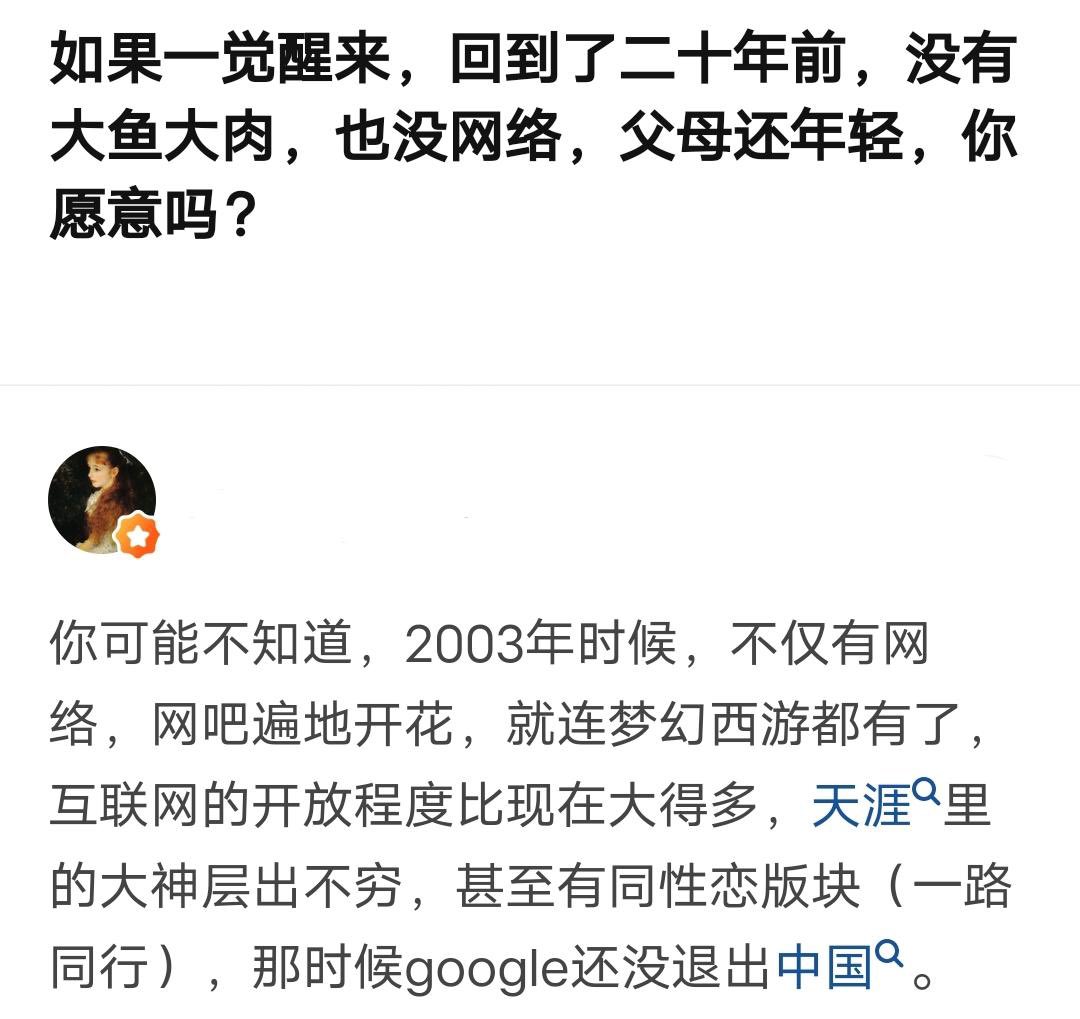 如果一觉醒来，回到了二十年前，没有
大鱼大肉，也没网络，父母还年轻，你
愿意吗？
你可能不知道，2003年时候，不仅有网
络，网吧遍地开花，就连梦幻西游都有了，
互联网的开放程度比现在大得多，天涯里
的大神层出不穷，甚至有同性恋版块（一路
同行），那时候google还没退出中国。